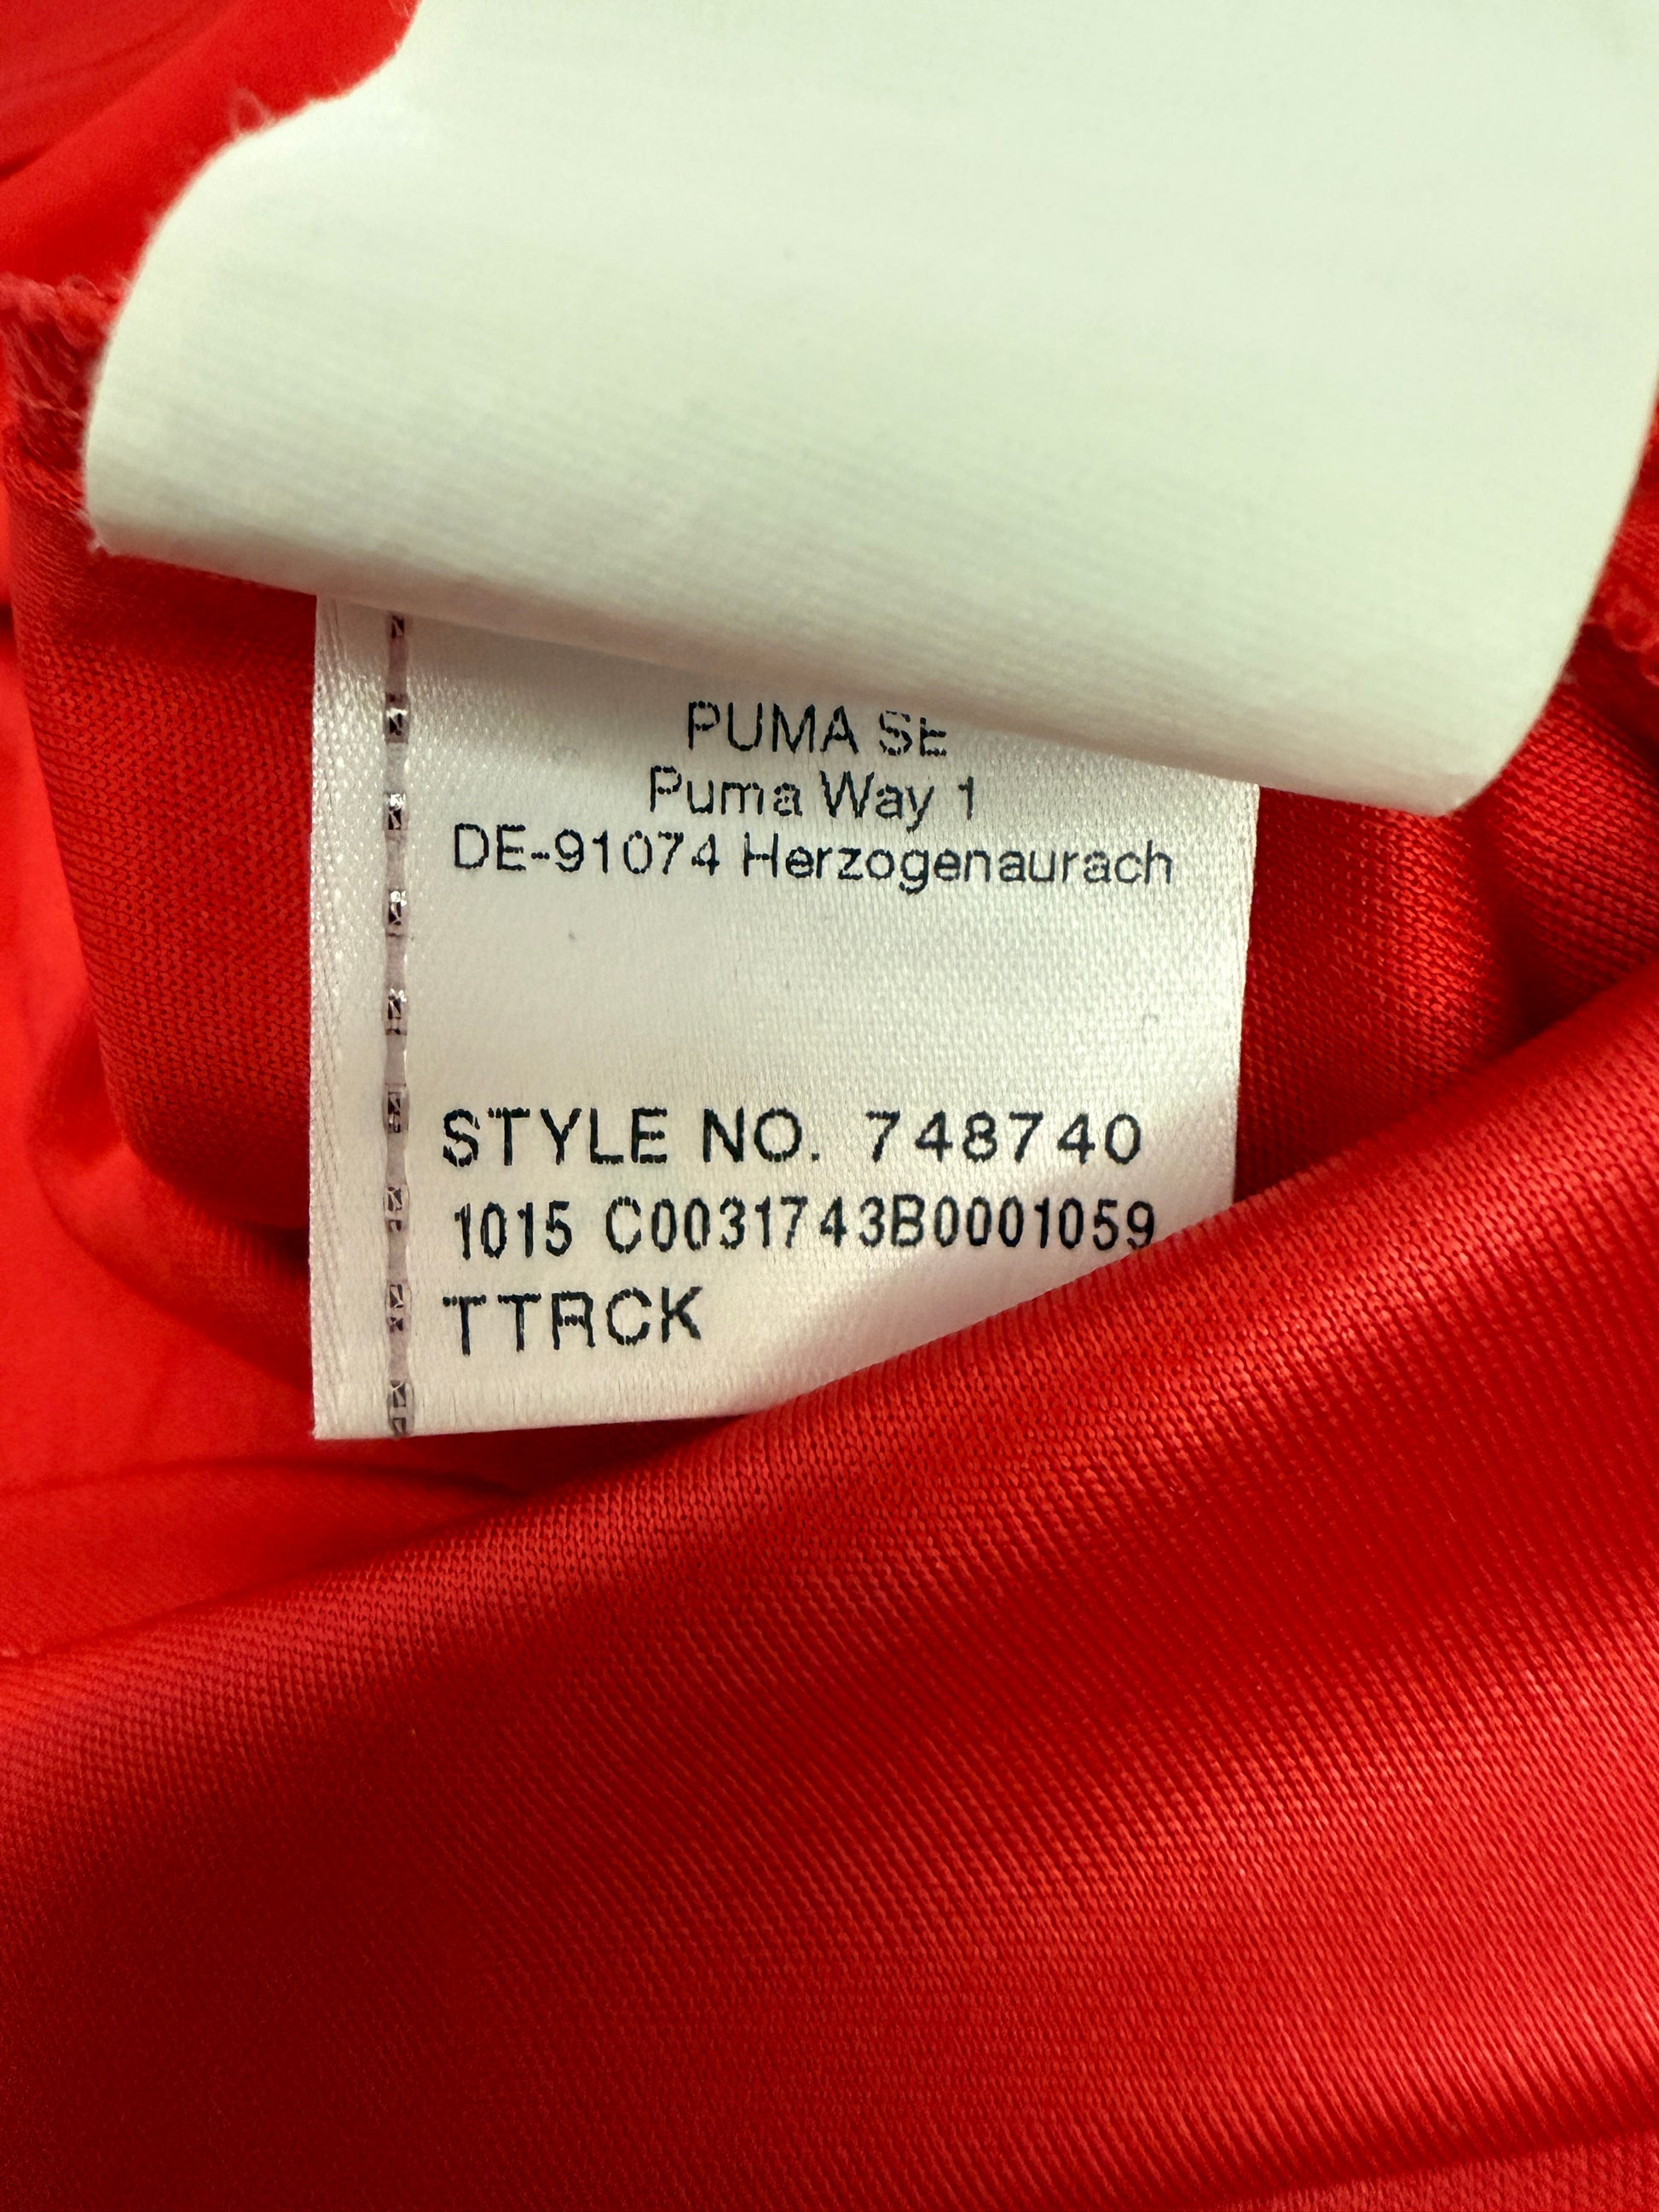 PUMA SE
Puma Way 1
DE-91074 Herzogenaurach
STYLE NO. 748740
1015 C0031743B0001059
TTRCK